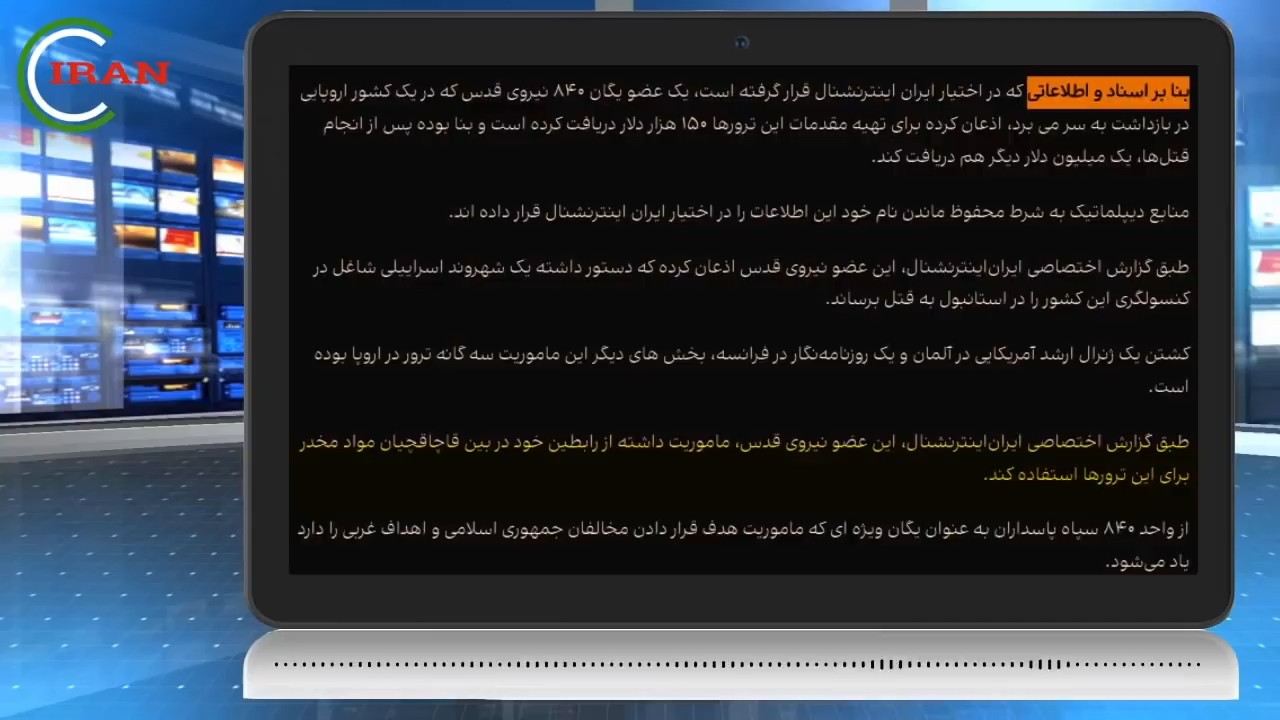 IRAN
بنا بر اسناد و اطلاعاتی که در اختیار ایران اینترنشنال قرار گرفته است، یک عضو یگان ۸۴۰ نیروی قدس که در یک کشور اروپایی
در بازداشت به سر می برد، اذعان کرده برای تهیه مقدمات این ترورها ۱۵۰ هزار دلار دریافت کرده است و بنا بوده پس از انجام
قتل‌ها، یک میلیون دلار دیگر هم دریافت کند.
منابع دیپلماتیک به شرط محفوظ ماندن نام خود این اطلاعات را در اختیار ایران اینترنشنال قرار داده اند.
طبق گزارش اختصاصی ایران‌اینترنشنال، این عضو نیروی قدس اذعان کرده که دستور داشته یک شهروند اسراییلی شاغل در
کنسولگری این کشور را در استانبول به قتل برساند.
کشتن یک ژنرال ارشد آمریکایی در آلمان و یک روزنامه‌نگار در فرانسه، بخش های دیگر این ماموریت سه گانه ترور در اروپا بوده
است.
طبق گزارش اختصاصی ایران‌اینترنشنال، این عضو نیروی قدس، ماموریت داشته از رابطین خود در بین قاچاقچیان مواد مخدر
برای این ترورها استفاده کند.
از واحد ۸۴۰ سپاه پاسداران به عنوان یگان ویژه ای که ماموریت هدف قرار دادن مخالفان جمهوری اسلامی و اهداف غربی را دارد
یاد می‌شود.